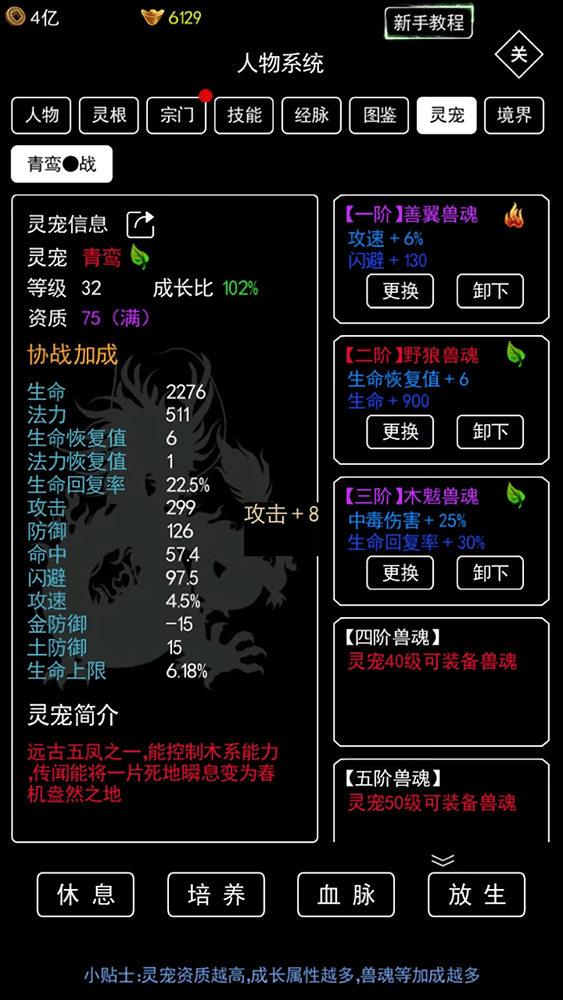 4亿
6129
新手教程
关
人物系统
人物 灵根 宗门 技能 经脉 图鉴 灵宠 境界
青鸾●战
灵宠信息
灵宠 青鸾
等级 32 成长比 102%
资质 75（满）
协战加成
生命 2276
法力 511
生命恢复值 6
法力恢复值 1
生命回复率 22.5%
攻击 299
防御 126
命中 57.4
闪避 97.5
攻速 4.5%
金防御 -15
土防御 15
生命上限 6.18%
攻击+8
灵宠简介
远古五凤之一,能控制木系能力
,传闻能将一片死地瞬息变为春
机盎然之地
【一阶】善翼兽魂
攻速+6%
闪避+130
更换 卸下
【二阶】野狼兽魂
生命恢复值+6
生命+900
更换 卸下
【三阶】木魃兽魂
中毒伤害+25%
生命回复率+30%
更换 卸下
【四阶兽魂】
灵宠40级可装备兽魂
【五阶兽魂】
灵宠50级可装备兽魂
休息 培养 血脉 放生
小贴士:灵宠资质越高,成长属性越多,兽魂等加成越多